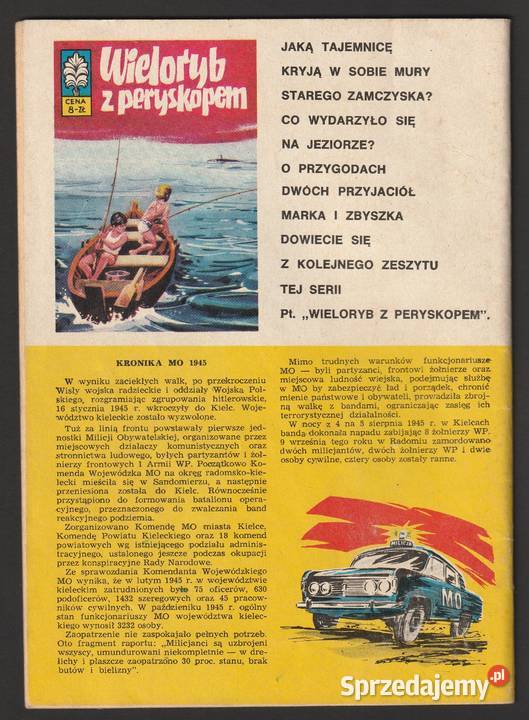 Wieloryb
z peryskopem
CENA
8-ZŁ
JAKĄ TAJEMNICĘ
KRYJĄ W SOBIE MURY
STAREGO ZAMCZYSKA?
CO WYDARZYŁO SIĘ
NA JEZIORZE?
O PRZYGODACH
DWÓCH PRZYJACIÓŁ
MARKA I ZBYSZKA
DOWIECIE SIĘ
Z KOLEJNEGO ZESZYTU
TEJ SERII
Pt. „WIELORYB Z PERYSKOPEM".
KRONIKA MO 1945
W wyniku zaciekłych walk, po przekroczeniu
Wisły wojska radzieckie i oddziały Wojska Pol-
skiego, rozgramiając zgrupowania hitlerowskie,
16 stycznia 1945 r. wkroczyły do Kielc. Woje-
wództwo kieleckie zostało wyzwolone.
Tuż za linią frontu powstawały pierwsze jed-
nostki Milicji Obywatelskiej, organizowane przez
miejscowych działaczy komunistycznych oraz
stronnictwa ludowego, byłych partyzantów i żoł-
nierzy frontowych 1 Armii WP. Początkowo Ko-
menda Wojewódzka MO na okręg radomsko-kie-
lecki mieściła się w Sandomierzu, a następnie
przeniesiona została do Kielc. Równocześnie
przystąpiono do formowania batalionu opera-
cyjnego, przeznaczonego do zwalczania band
reakcyjnego podziemia.
Zorganizowano Komendę MO miasta Kielce,
Komendę Powiatu Kieleckiego oraz 18 komend
powiatowych wg istniejącego podziału adminis-
tracyjnego, ustalonego jeszcze podczas okupacji
przez konspiracyjne Rady Narodowe.
Ze sprawozdania Komendanta Wojewódzkiego
MO wynika, że w lutym 1945 r. w województwie
kieleckim zatrudnionych było 75 oficerów, 630
podoficerów, 1432 szeregowych oraz 45 pracow-
ników cywilnych. W październiku 1945 r. ogólny
stan funkcjonariuszy MO województwa kielec-
kiego wynosił 3232 osoby.
Zaopatrzenie nie zaspokajało pełnych potrzeb.
Oto fragment raportu: „Milicjanci są uzbrojeni
wszyscy, umundurowani niekompletnie — w dre-
lichy i płaszcze zaopatrzono 30 proc. stanu, brak
butów i bielizny".
Mimo trudnych warunków funkcjonariusze
MO — byli partyzanci, frontowi żołnierze oraz
miejscowa ludność wiejska, podejmując służbę
w MO by zabezpieczyć ład i porządek, chronić
mienie państwowe i obywateli, prowadziła zbroj-
ną walkę z bandami, ograniczając zasięg ich
terrorystycznej działalności.
W nocy z 4 na 5 sierpnia 1945 r. w Kielcach
banda dokonała napadu zabijając 8 żołnierzy WP.
9 września tego roku w Radomiu zamordowano
dwóch milicjantów, dwóch żołnierzy WP i dwie
osoby cywilne, cztery osoby zostały ranne.
MILICJA
MO
Sprzedajemy.pl